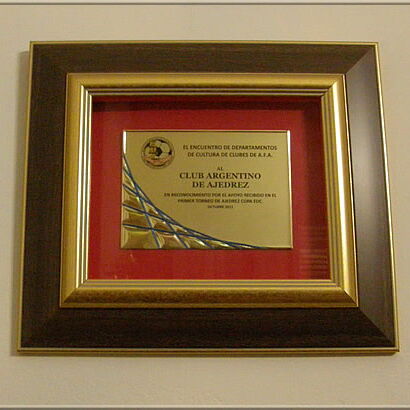 EL ENCUENTRO DE DEPARTAMENTOS
DE CULTURA DE CLUBES DE A.F.A.
AL
CLUB ARGENTINO
DE AJEDREZ
EN RECONOCIMIENTO POR EL APOYO RECIBIDO EN EL
PRIMER TORNEO DE AJEDREZ COPA EDC
OCTUBRE